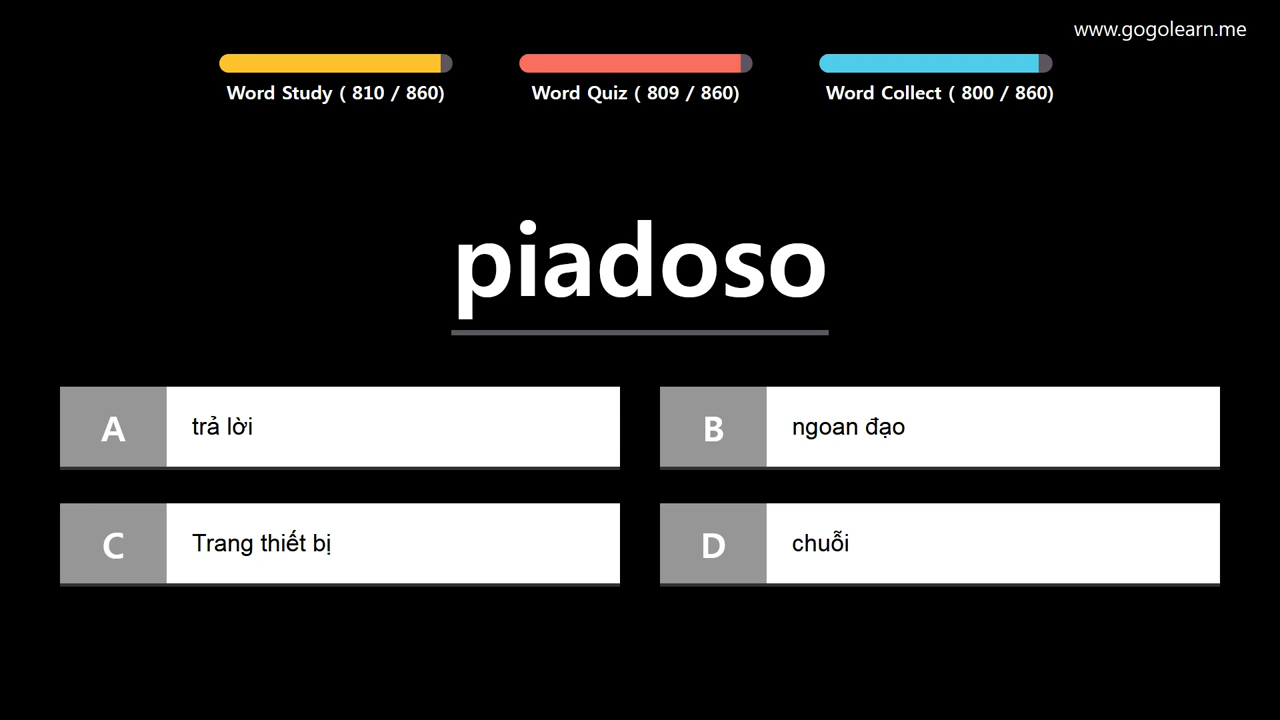 www.gogolearn.me
Word Study ( 810 / 860)
Word Quiz ( 809 / 860)
Word Collect ( 800 / 860)
piadoso
A trả lời
B ngoan đạo
C Trang thiết bị
D chuỗi